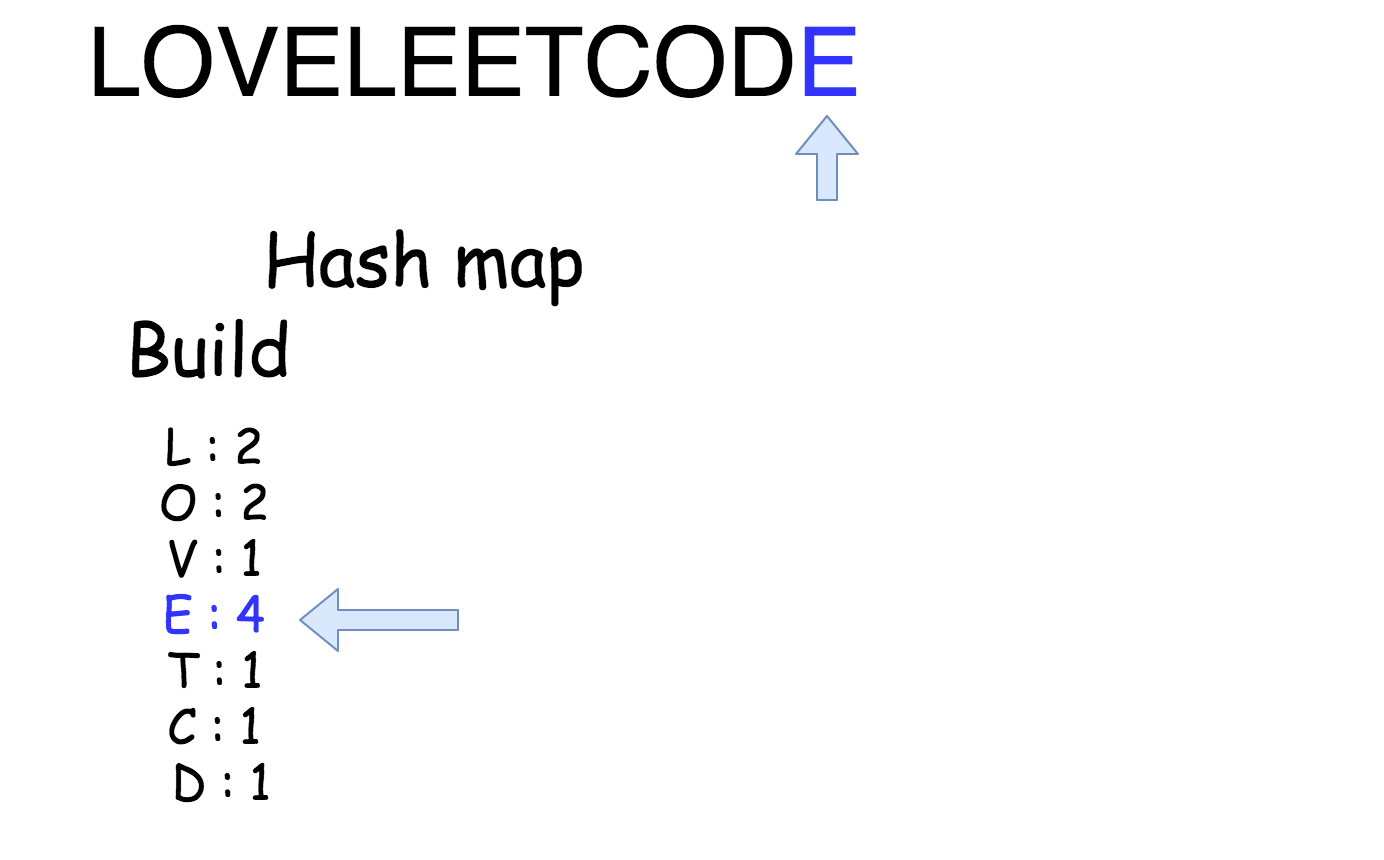 LOVELEETCODE
Hash map
Build
L : 2
O : 2
V : 1
E : 4
T : 1
C : 1
D : 1